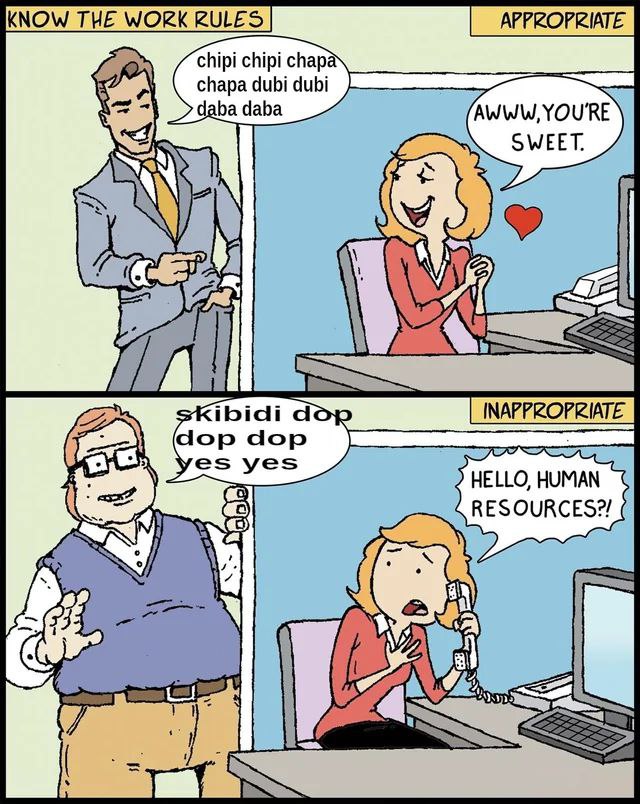 KNOW THE WORK RULES
APPROPRIATE
chipi chipi chapa
chapa dubi dubi
daba daba
AWWW, YOU'RE
SWEET.
INAPPROPRIATE
skibidi dop
dop dop
yes yes
HELLO, HUMAN
RESOURCES?!